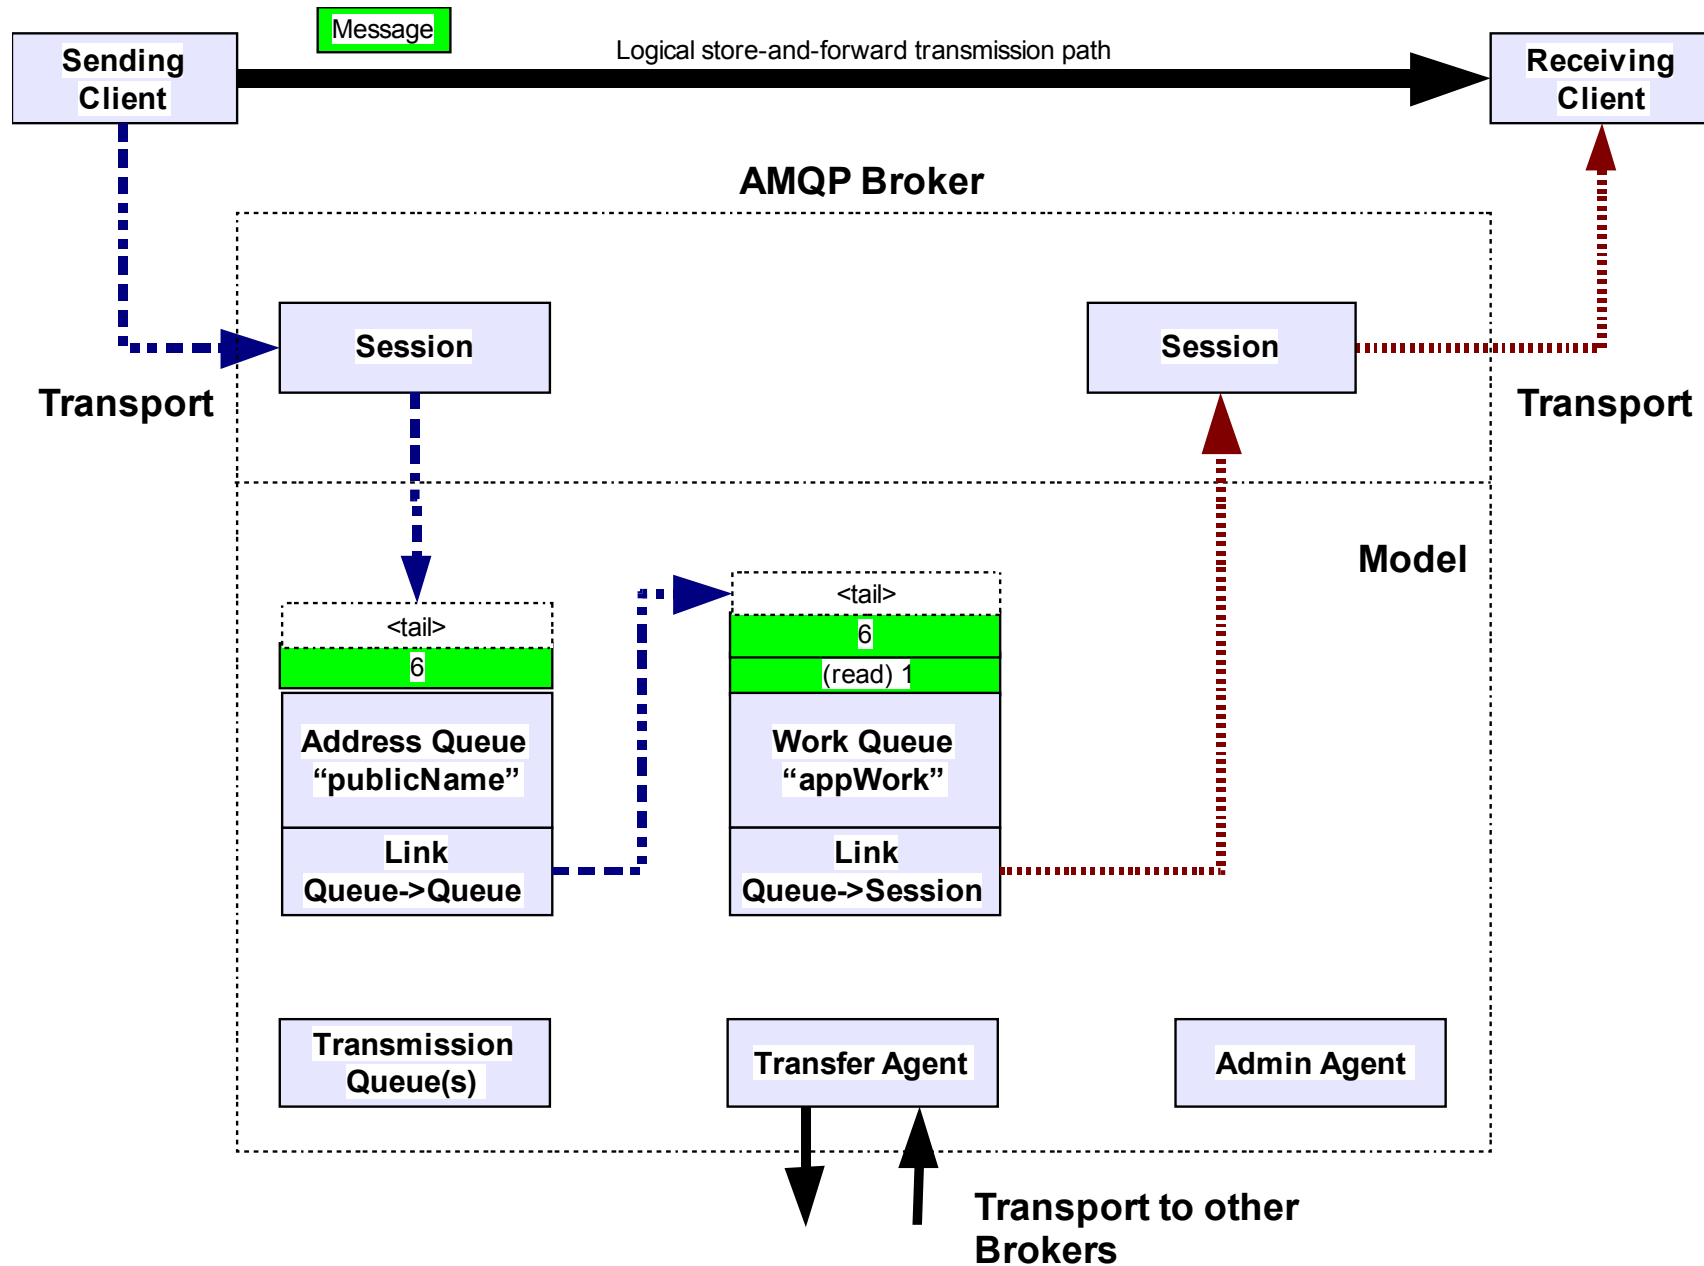 Message
Sending
Client
Logical store-and-forward transmission path
Receiving
Client
AMQP Broker
Session
Session
Transport
Transport
Model
<tail>
6
Address Queue
“publicName”
Link
Queue->Queue
<tail>
6
(read) 1
Work Queue
“appWork”
Link
Queue->Session
Transmission
Queue(s)
Transfer Agent
Admin Agent
Transport to other
Brokers